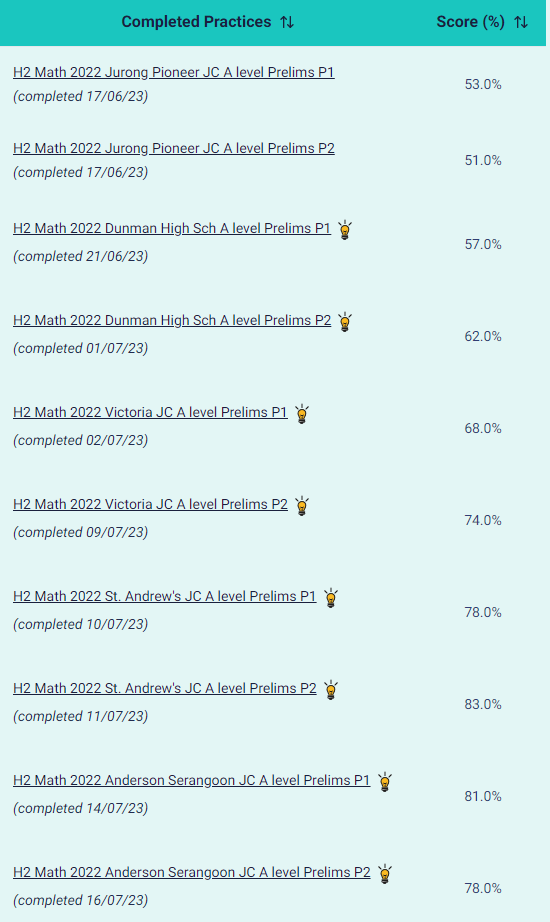 Completed Practices ↑↓ Score (%) ↑↓
H2 Math 2022 Jurong Pioneer JC A level Prelims P1
(completed 17/06/23)
53.0%
H2 Math 2022 Jurong Pioneer JC A level Prelims P2
(completed 17/06/23)
51.0%
H2 Math 2022 Dunman High Sch A level Prelims P1
(completed 21/06/23)
57.0%
H2 Math 2022 Dunman High Sch A level Prelims P2
(completed 01/07/23)
62.0%
H2 Math 2022 Victoria JC A level Prelims P1
(completed 02/07/23)
68.0%
H2 Math 2022 Victoria JC A level Prelims P2
(completed 09/07/23)
74.0%
H2 Math 2022 St. Andrew's JC A level Prelims P1
(completed 10/07/23)
78.0%
H2 Math 2022 St. Andrew's JC A level Prelims P2
(completed 11/07/23)
83.0%
H2 Math 2022 Anderson Serangoon JC A level Prelims P1
(completed 14/07/23)
81.0%
H2 Math 2022 Anderson Serangoon JC A level Prelims P2
(completed 16/07/23)
78.0%